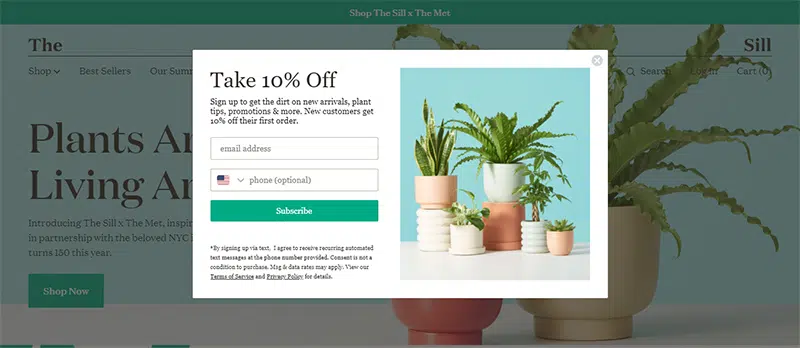 Shop The Sill x The Met
The Sill
Shop Best Sellers Our Summ Search Log In Cart (0)
Take 10% Off
Sign up to get the dirt on new arrivals, plant
tips, promotions & more. New customers get
10% off their first order.
email address
phone (optional)
Subscribe
*By signing up via text, I agree to receive recurring automated
text messages at the phone number provided. Consent is not a
condition to purchase. Msg & data rates may apply. View our
Terms of Service and Privacy Policy for details.
Plants Ar
Living Ar
Introducing The Sill x The Met, inspir
in partnership with the beloved NYC
turns 150 this year.
Shop Now